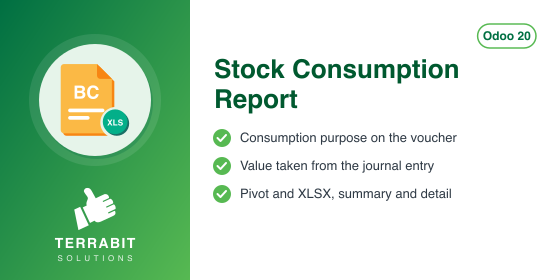 Odoo 20
Stock Consumption
Report
BC
XLS
Consumption purpose on the voucher
Value taken from the journal entry
Pivot and XLSX, summary and detail
TERRABIT
SOLUTIONS